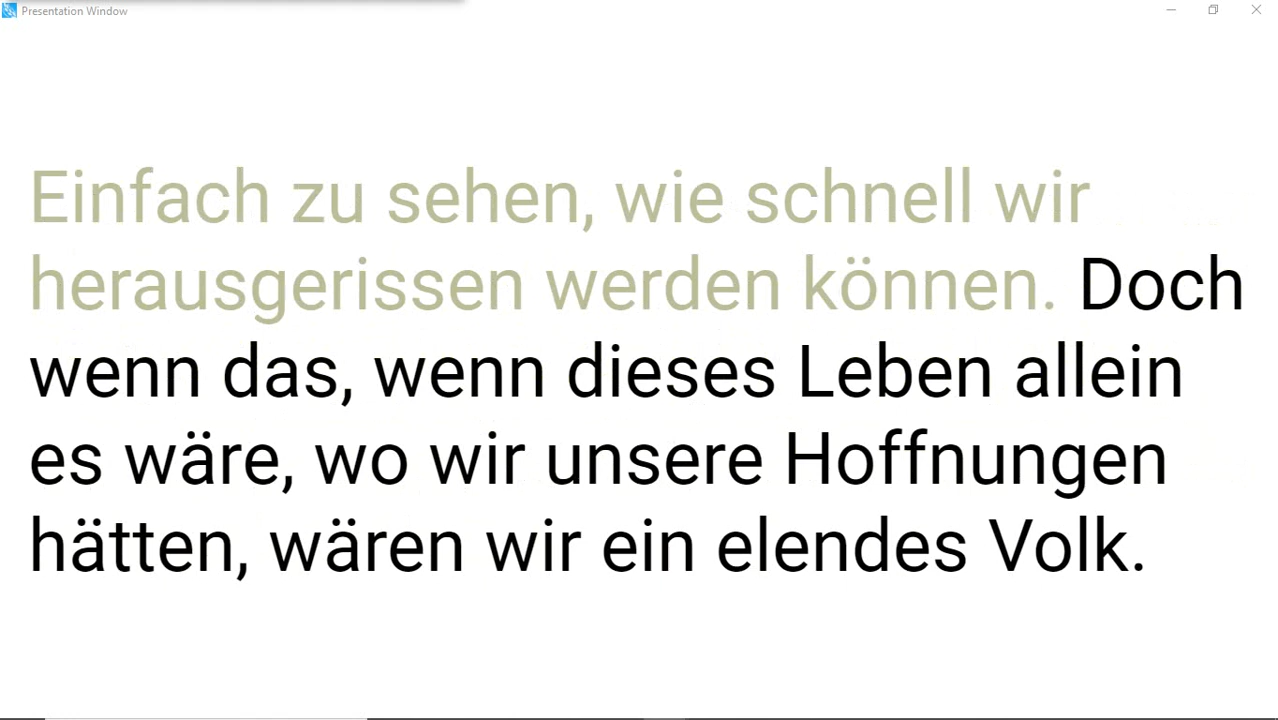 Presentation Window
Einfach zu sehen, wie schnell wir
herausgerissen werden können. Doch
wenn das, wenn dieses Leben allein
es wäre, wo wir unsere Hoffnungen
hätten, wären wir ein elendes Volk.